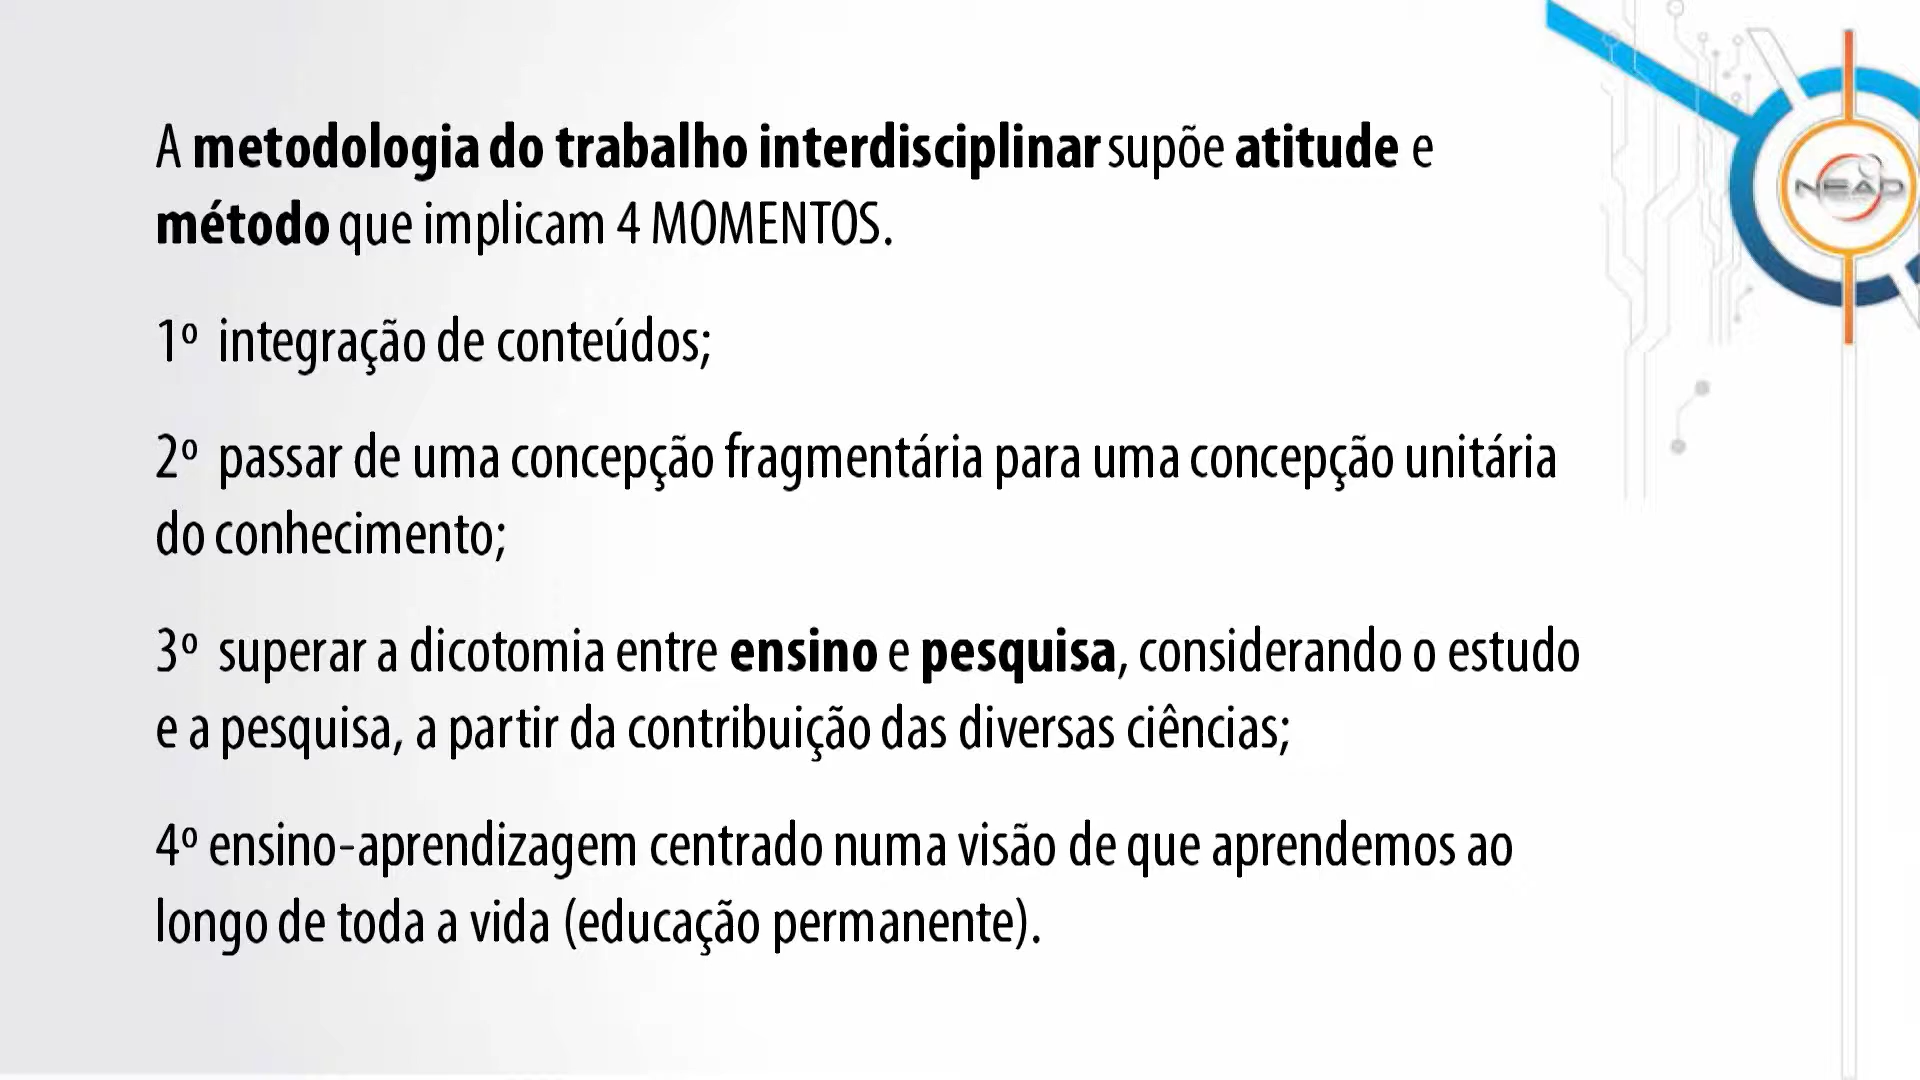 A metodologia do trabalho interdisciplinar supõe atitude e
método que implicam 4 MOMENTOS.
1º integração de conteúdos;
2º passar de uma concepção fragmentária para uma concepção unitária
do conhecimento;
3º superar a dicotomia entre ensino e pesquisa, considerando o estudo
e a pesquisa, a partir da contribuição das diversas ciências;
4º ensino-aprendizagem centrado numa visão de que aprendemos ao
longo de toda a vida (educação permanente).
NEAD